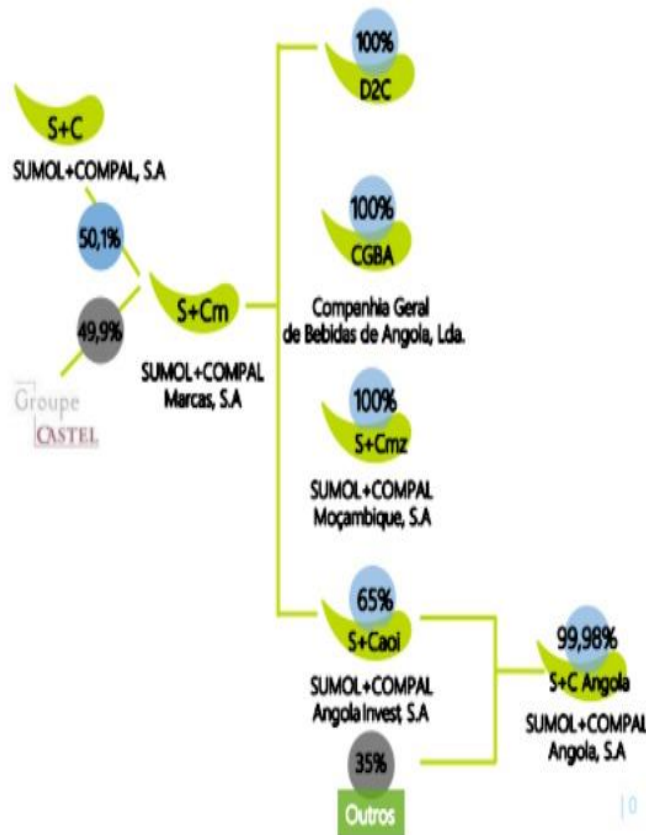 100%
D2C
S+C
SUMOL+COMPAL, S.A
50,1%
100%
CGBA
Companhia Geral
de Bebidas de Angola, Lda.
S+Cm
49,9%
SUMOL+COMPAL
Marcas, S.A
Groupe
CASTEL
100%
S+Cmz
SUMOL+COMPAL
Moçambique, S.A
65%
S+Caoi
SUMOL+COMPAL
Angola Invest, S.A
99,98%
S+C Angola
SUMOL+COMPAL
Angola, S.A
35%
Outros
| 0